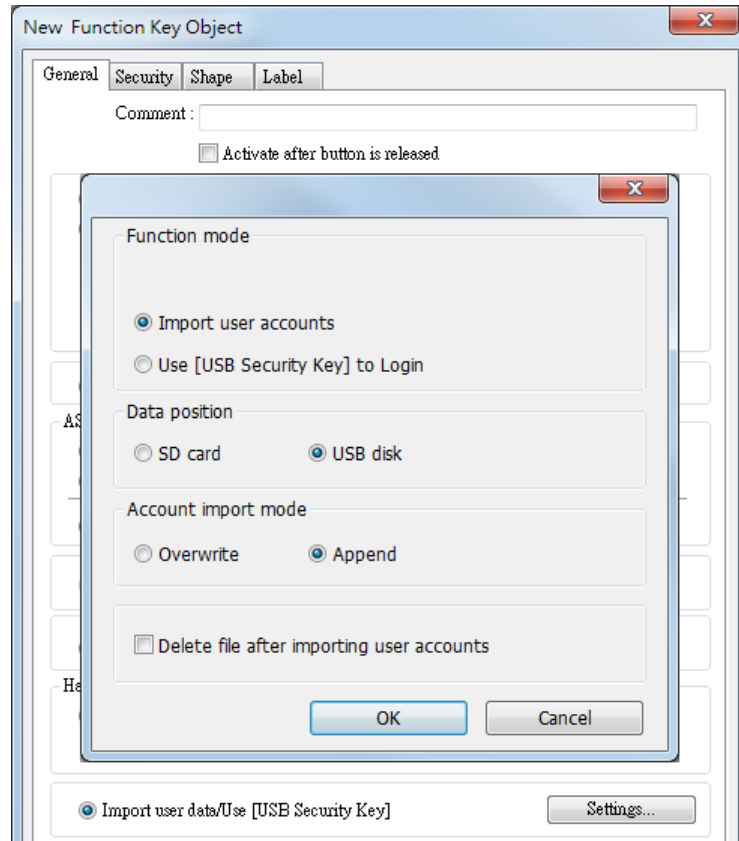 New Function Key Object
General Security Shape Label
Comment :
Activate after button is released
Function mode
Import user accounts
Use [USB Security Key] to Login
Data position
SD card USB disk
Account import mode
Overwrite Append
Delete file after importing user accounts
OK Cancel
AS
Ha
Import user data/Use [USB Security Key] Settings...